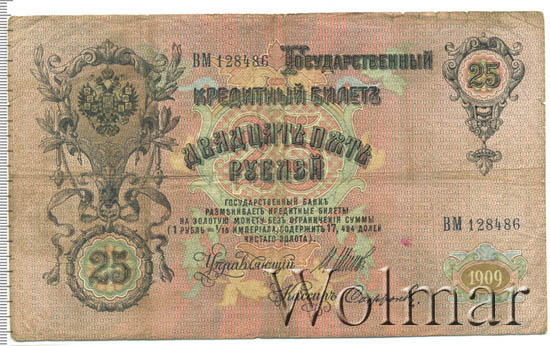 ВМ 128486
Государственный
25
Кредитный Билетъ
Двадцать пять
Рублей
Государственный Банкъ
размѣниваетъ кредитные билеты
на золотую монету безъ ограниченія суммы
(1 рубль = 1/15 империала, содержитъ 17,424 долей
чистаго золота).
ВМ 128486
25
Управляющій
Кассиръ
1909
Wolmar